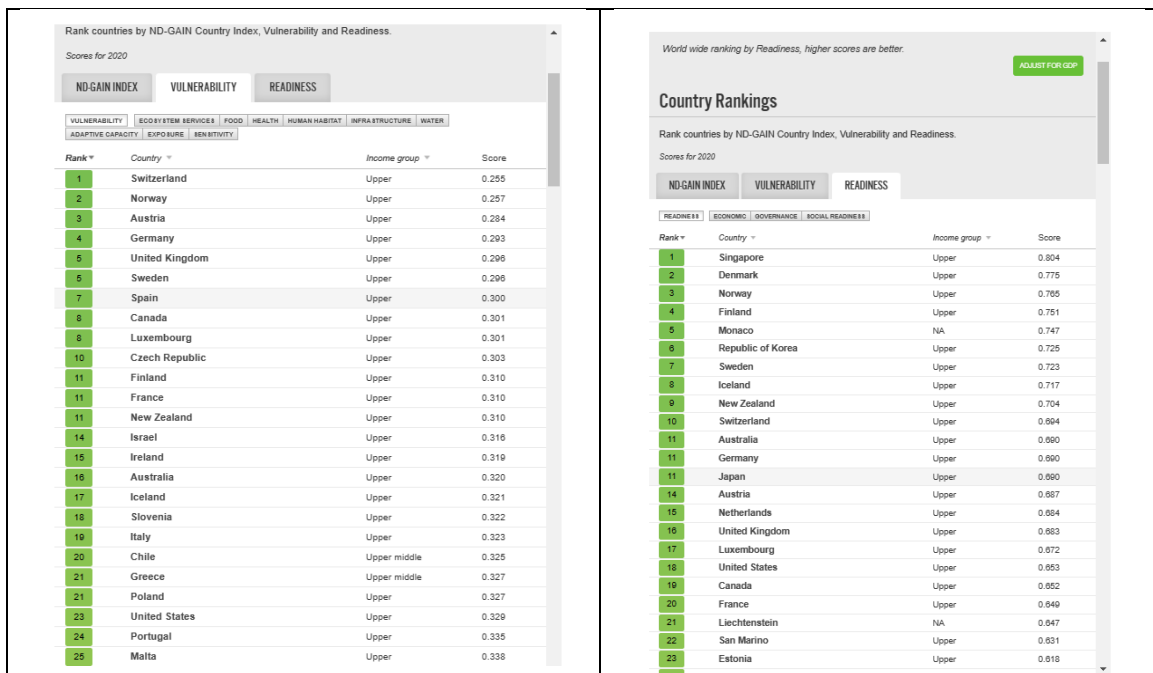 Rank countries by ND-GAIN Country Index, Vulnerability and Readiness.
Scores for 2020
ND-GAIN INDEX VULNERABILITY READINESS
VULNERABILITY ECOSYSTEM SERVICES FOOD HEALTH HUMAN HABITAT INFRASTRUCTURE WATER
ADAPTIVE CAPACITY EXPOSURE SENSITIVITY
Rank Country Income group Score
1 Switzerland Upper 0.255
2 Norway Upper 0.257
3 Austria Upper 0.284
4 Germany Upper 0.293
5 United Kingdom Upper 0.296
5 Sweden Upper 0.296
7 Spain Upper 0.300
8 Canada Upper 0.301
8 Luxembourg Upper 0.301
10 Czech Republic Upper 0.303
11 Finland Upper 0.310
11 France Upper 0.310
11 New Zealand Upper 0.310
14 Israel Upper 0.316
15 Ireland Upper 0.319
16 Australia Upper 0.320
17 Iceland Upper 0.321
18 Slovenia Upper 0.322
19 Italy Upper 0.323
20 Chile Upper middle 0.325
21 Greece Upper middle 0.327
21 Poland Upper 0.327
23 United States Upper 0.329
24 Portugal Upper 0.335
25 Malta Upper 0.338
World wide ranking by Readiness, higher scores are better.
ADJUST FOR GDP
Country Rankings
Rank countries by ND-GAIN Country Index, Vulnerability and Readiness.
Scores for 2020
ND-GAIN INDEX VULNERABILITY READINESS
READINESS ECONOMIC GOVERNANCE SOCIAL READINESS
Rank Country Income group Score
1 Singapore Upper 0.804
2 Denmark Upper 0.775
3 Norway Upper 0.765
4 Finland Upper 0.751
5 Monaco NA 0.747
6 Republic of Korea Upper 0.725
7 Sweden Upper 0.723
8 Iceland Upper 0.717
9 New Zealand Upper 0.704
10 Switzerland Upper 0.694
11 Australia Upper 0.690
11 Germany Upper 0.690
11 Japan Upper 0.690
14 Austria Upper 0.687
15 Netherlands Upper 0.684
16 United Kingdom Upper 0.683
17 Luxembourg Upper 0.672
18 United States Upper 0.653
19 Canada Upper 0.652
20 France Upper 0.649
21 Liechtenstein NA 0.647
22 San Marino Upper 0.631
23 Estonia Upper 0.618